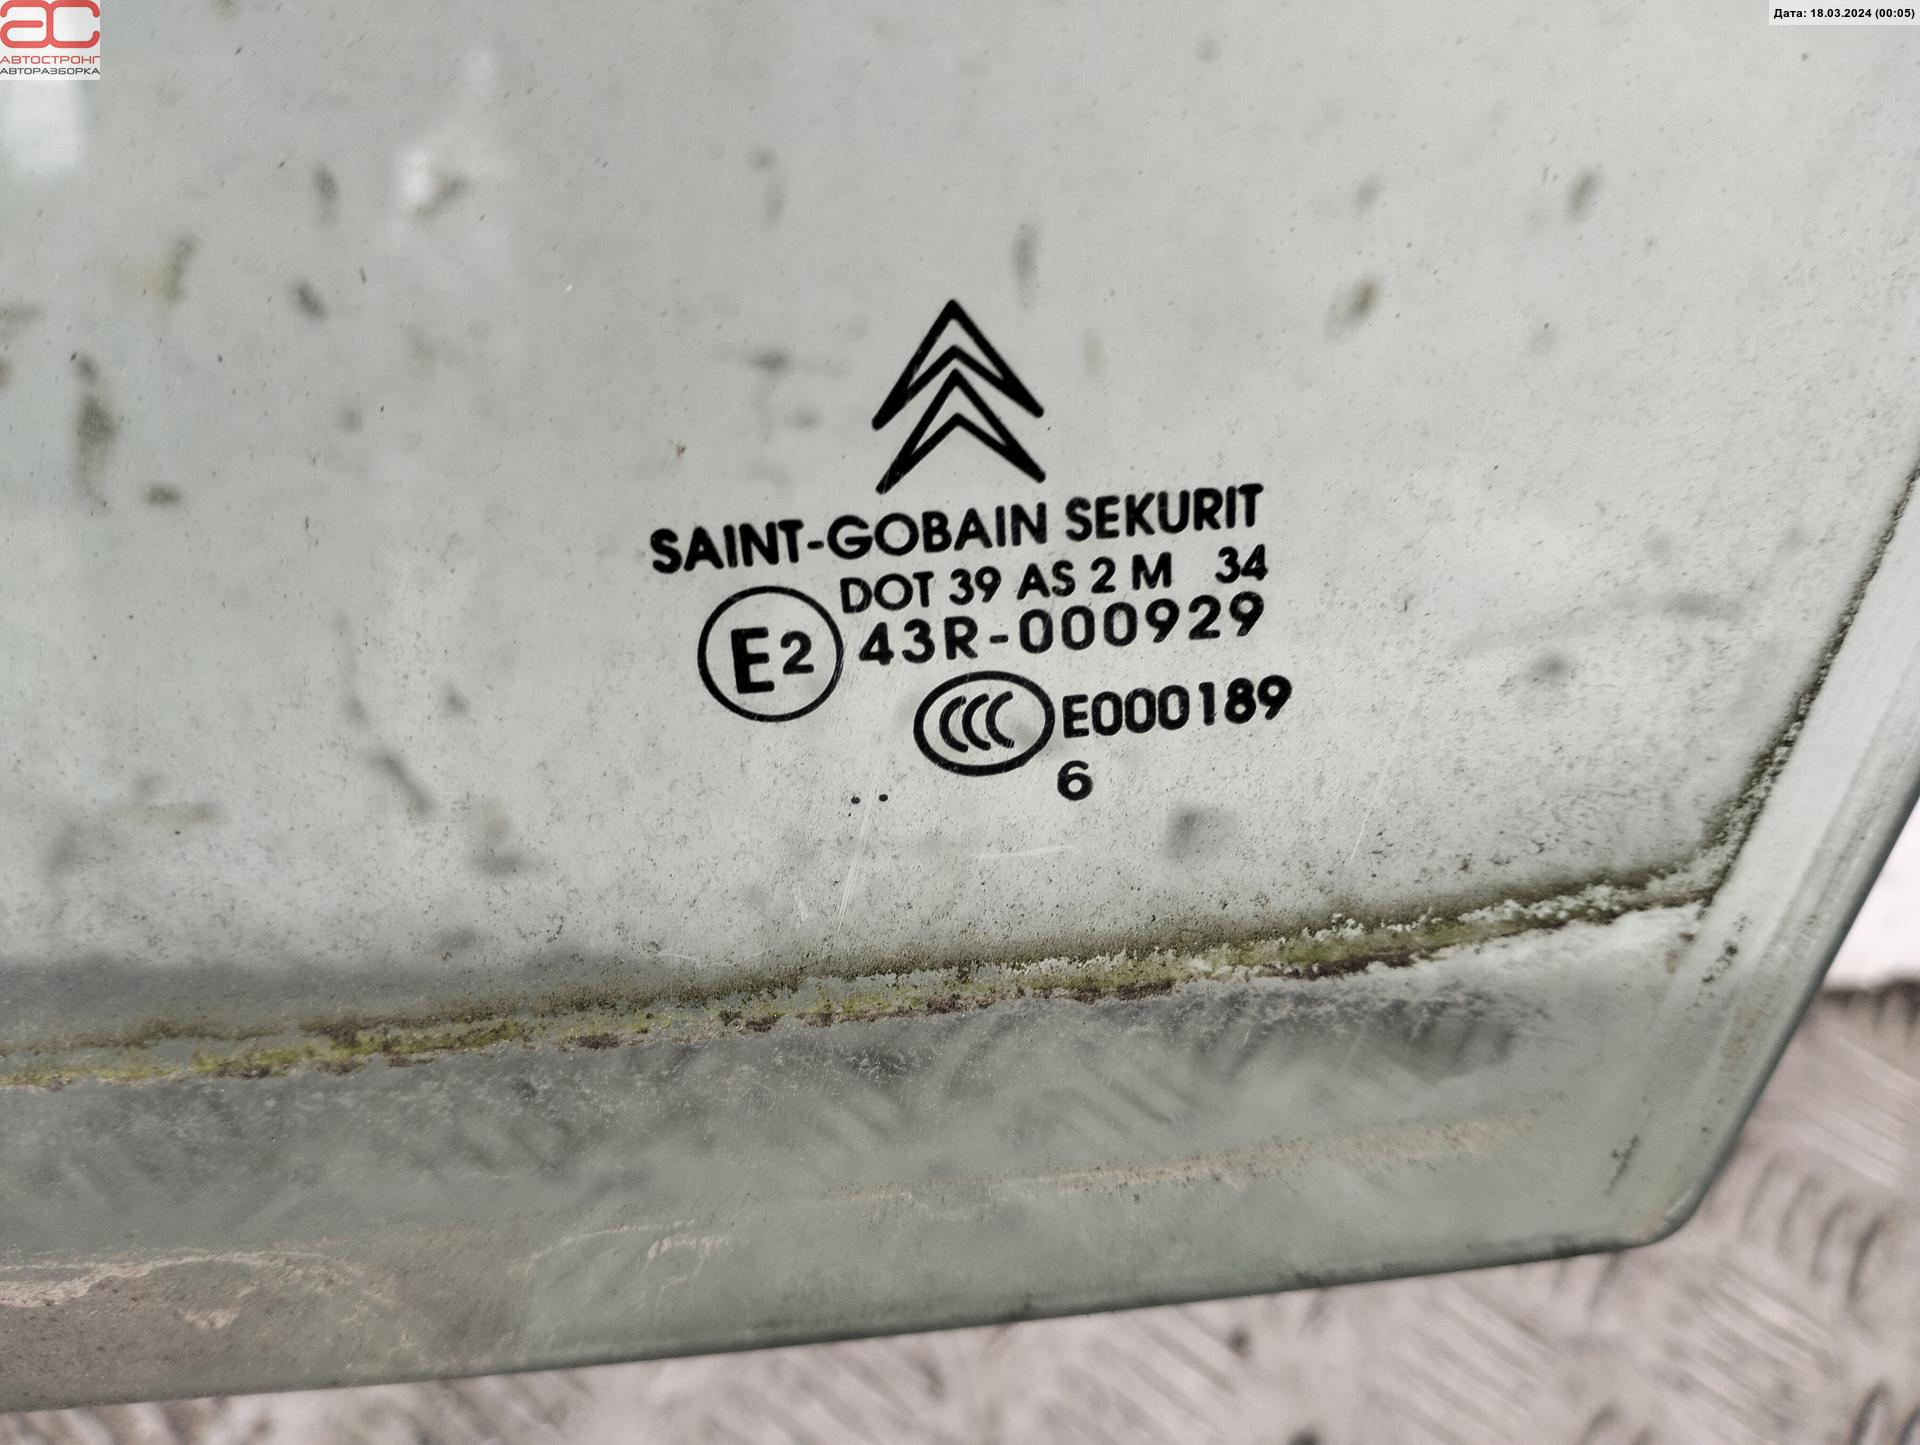 ас
АВТОСТРОНГ
АВТОРАЗБОРКА
Дата: 18.03.2024 (00:05)
SAINT-GOBAIN SEKURIT
DOT 39 AS 2 M 34
E2 43R-000929
CCC E000189
6
..